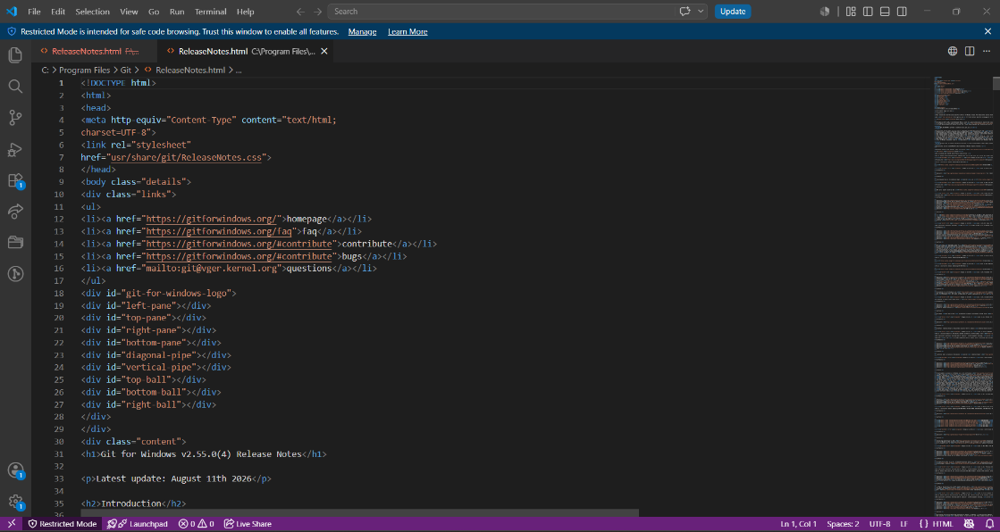 File Edit Selection View Go Run Terminal Help Search Update
Restricted Mode is intended for safe code browsing. Trust this window to enable all features. Manage Learn More
ReleaseNotes.html ReleaseNotes.html C:\Program Files\...
C: > Program Files > Git > ReleaseNotes.html > ...
1 <!DOCTYPE html>
2 <html>
3 <head>
4 <meta http-equiv="Content-Type" content="text/html;
5 charset=UTF-8">
6 <link rel="stylesheet"
7 href="usr/share/git/ReleaseNotes.css">
8 </head>
9 <body class="details">
10 <div class="links">
11 <ul>
12 <li><a href="https://gitforwindows.org/">homepage</a></li>
13 <li><a href="https://gitforwindows.org/faq">faq</a></li>
14 <li><a href="https://gitforwindows.org/#contribute">contribute</a></li>
15 <li><a href="https://gitforwindows.org/#contribute">bugs</a></li>
16 <li><a href="mailto:git@vger.kernel.org">questions</a></li>
17 </ul>
18 <div id="git-for-windows-logo">
19 <div id="left-pane"></div>
20 <div id="top-pane"></div>
21 <div id="right-pane"></div>
22 <div id="bottom-pane"></div>
23 <div id="diagonal-pipe"></div>
24 <div id="vertical-pipe"></div>
25 <div id="top-ball"></div>
26 <div id="bottom-ball"></div>
27 <div id="right-ball"></div>
28 </div>
29 </div>
30 <div class="content">
31 <h1>Git for Windows v2.55.0(4) Release Notes</h1>
32
33 <p>Latest update: August 11th 2026</p>
34
35 <h2>Introduction</h2>
36
1
1
1
Restricted Mode Launchpad 0 0 Live Share Ln 1, Col 1 Spaces: 2 UTF-8 LF {} HTML